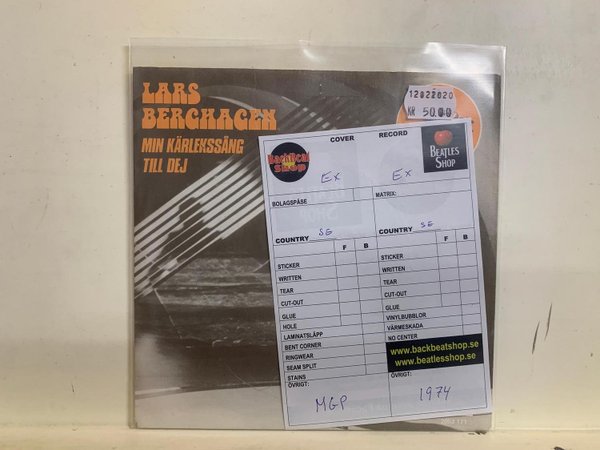 LARS
BERGHAGEN
MIN KÄRLEKSSÅNG
TILL DEJ
12022020
KR 50.00
COVER
RECORD
BackBeat
Shop
BEATLES
SHOP
EX
EX
BOLAGSPÅSE
MATRIX:
COUNTRY SE
COUNTRY SE
F B
F B
STICKER
WRITTEN
TEAR
CUT-OUT
GLUE
HOLE
LAMINATSLÄPP
BENT CORNER
RINGWEAR
SEAM SPLIT
STAINS
ÖVRIGT:
MGP
STICKER
WRITTEN
TEAR
CUT-OUT
GLUE
VINYLBUBBLOR
VÄRMESKADA
NO CENTER
www.backbeatshop.se
www.beatlesshop.se
ÖVRIGT:
1974